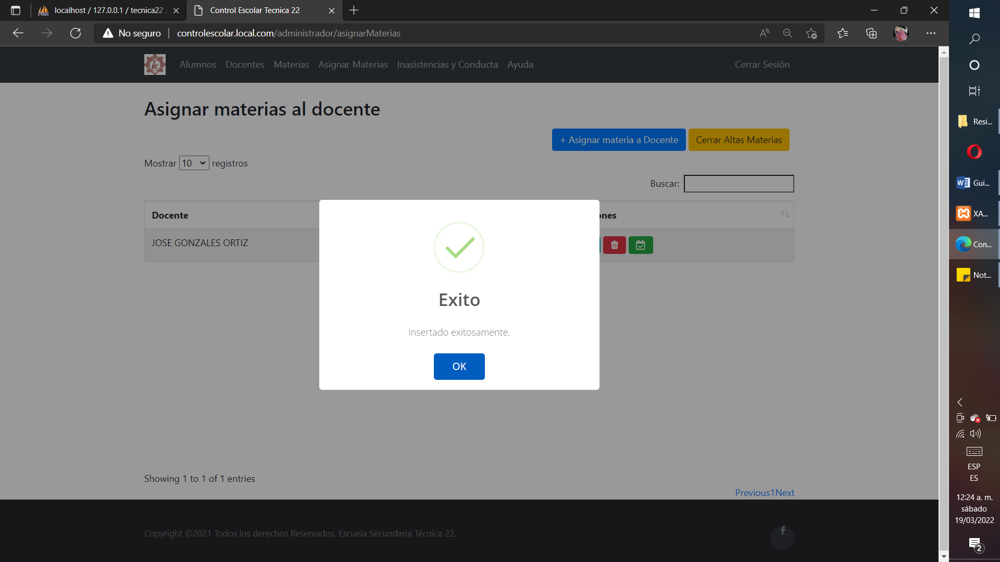 localhost / 127.0.0.1 / tecnica22 /
Control Escolar Tecnica 22
No seguro
controlescolar.local.com/administrador/asignarMaterias
Alumnos Docentes Materias Asignar Materias Inasistencias y Conducta Ayuda Cerrar Sesión
Asignar materias al docente
+ Asignar materia a Docente Cerrar Altas Materias
Mostrar 10 registros
Buscar:
Docente ones
JOSE GONZALES ORTIZ
Exito
Insertado exitosamente.
OK
Showing 1 to 1 of 1 entries
Previous1Next
Copyright ©2021 Todos los derechos Reservados, Escuela Secundaria Técnica 22.
Resi...
Gui...
XA...
Con...
Not...
ESP
ES
12:24 a. m.
sábado
19/03/2022
2